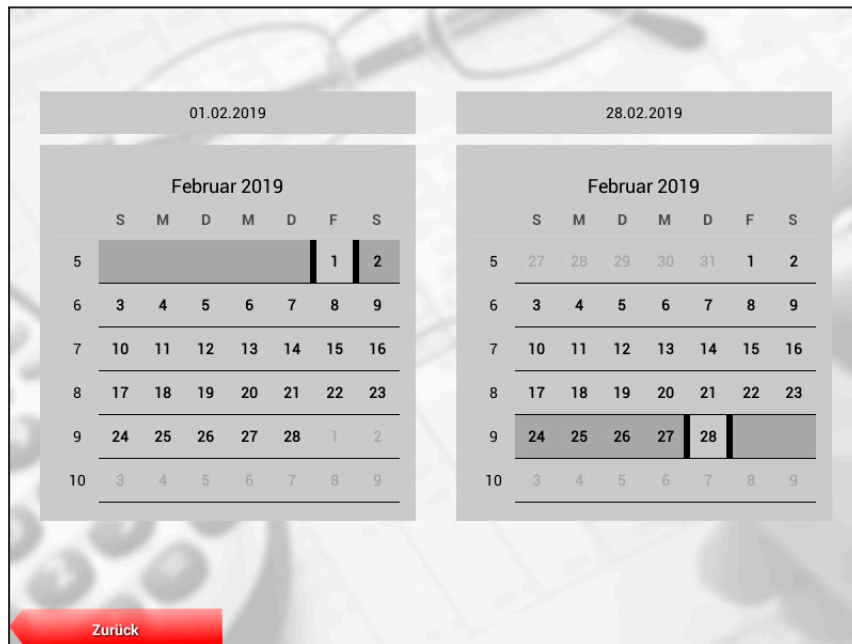 01.02.2019
Februar 2019
S M D M D F S
5 1 2
6 3 4 5 6 7 8 9
7 10 11 12 13 14 15 16
8 17 18 19 20 21 22 23
9 24 25 26 27 28 1 2
10 3 4 5 6 7 8 9
28.02.2019
Februar 2019
S M D M D F S
5 27 28 29 30 31 1 2
6 3 4 5 6 7 8 9
7 10 11 12 13 14 15 16
8 17 18 19 20 21 22 23
9 24 25 26 27 28
10 3 4 5 6 7 8 9
Zurück